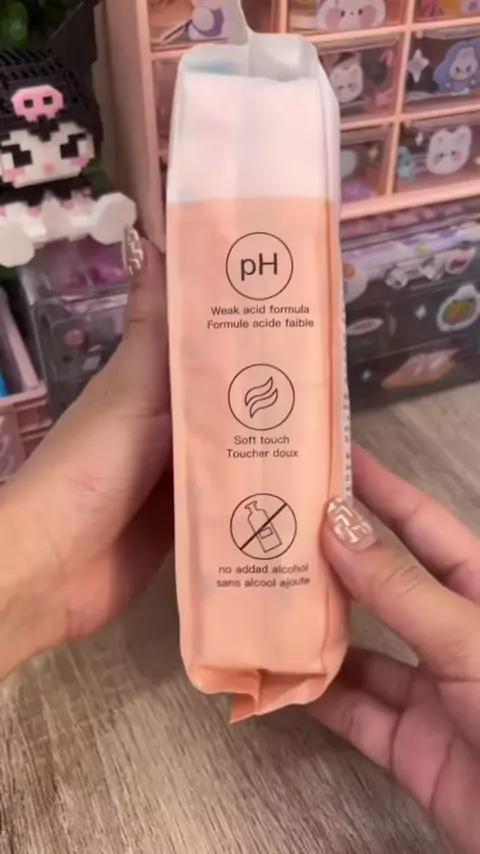 pH
Weak acid formula
Formule acide faible
Soft touch
Toucher doux
no addad alcohol
sans alcool ajoute